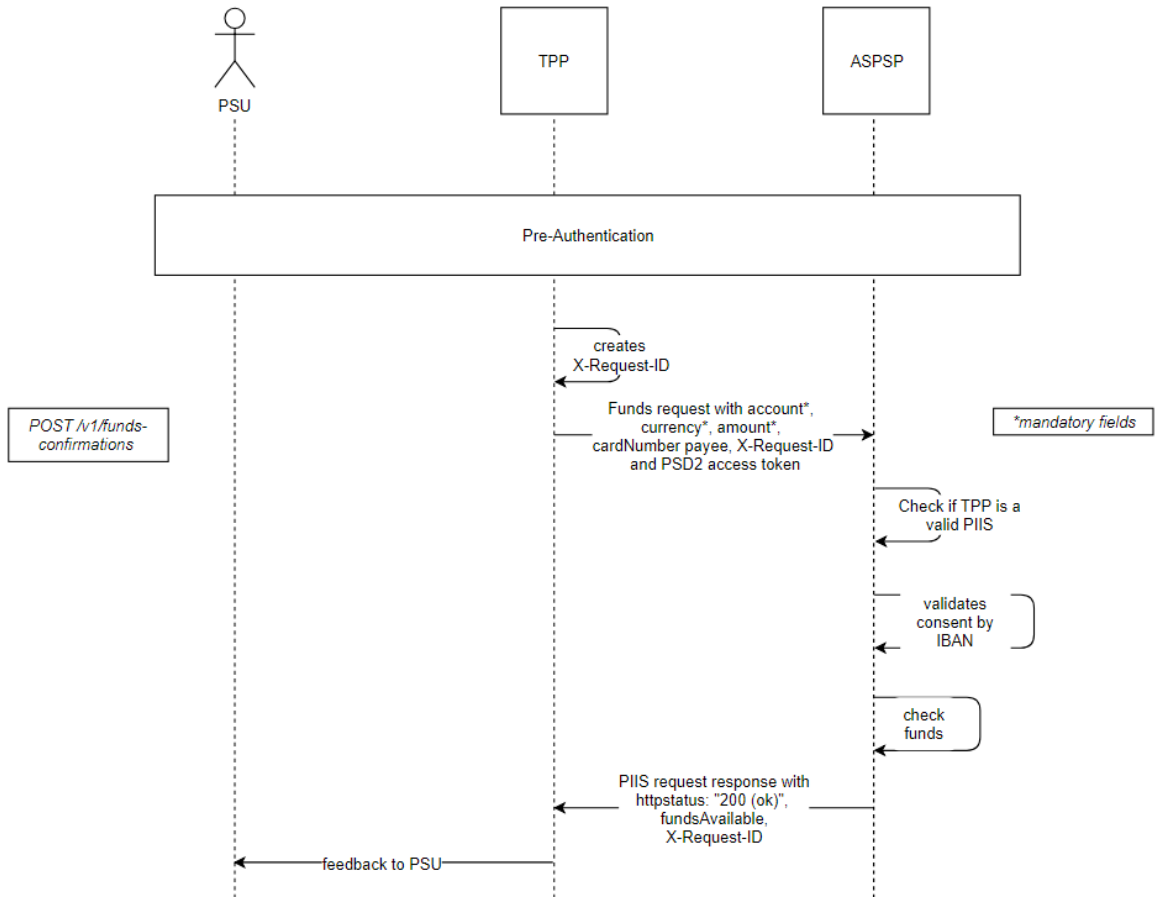 PSU
TPP
ASPSP
Pre-Authentication
creates
X-Request-ID
POST /v1/funds-
confirmations
Funds request with account*,
currency*, amount*,
cardNumber payee, X-Request-ID
and PSD2 access token
*mandatory fields
Check if TPP is a
valid PIIS
validates
consent by
IBAN
check
funds
PIIS request response with
httpstatus: "200 (ok)",
fundsAvailable,
X-Request-ID
feedback to PSU